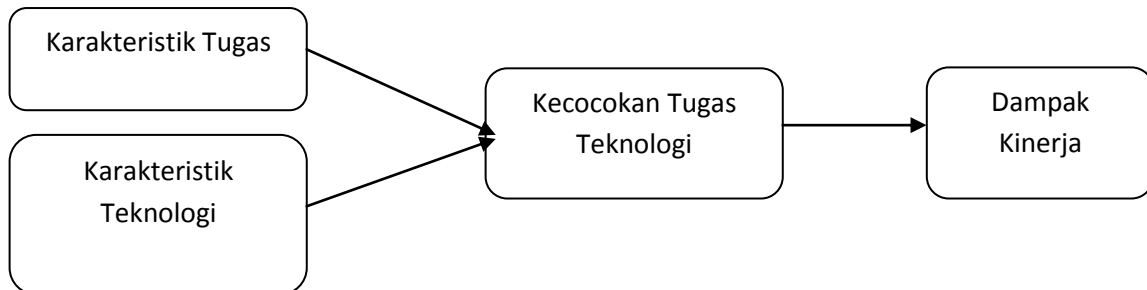 Karakteristik Tugas
Karakteristik
Teknologi
Kecocokan Tugas
Teknologi
Dampak
Kinerja